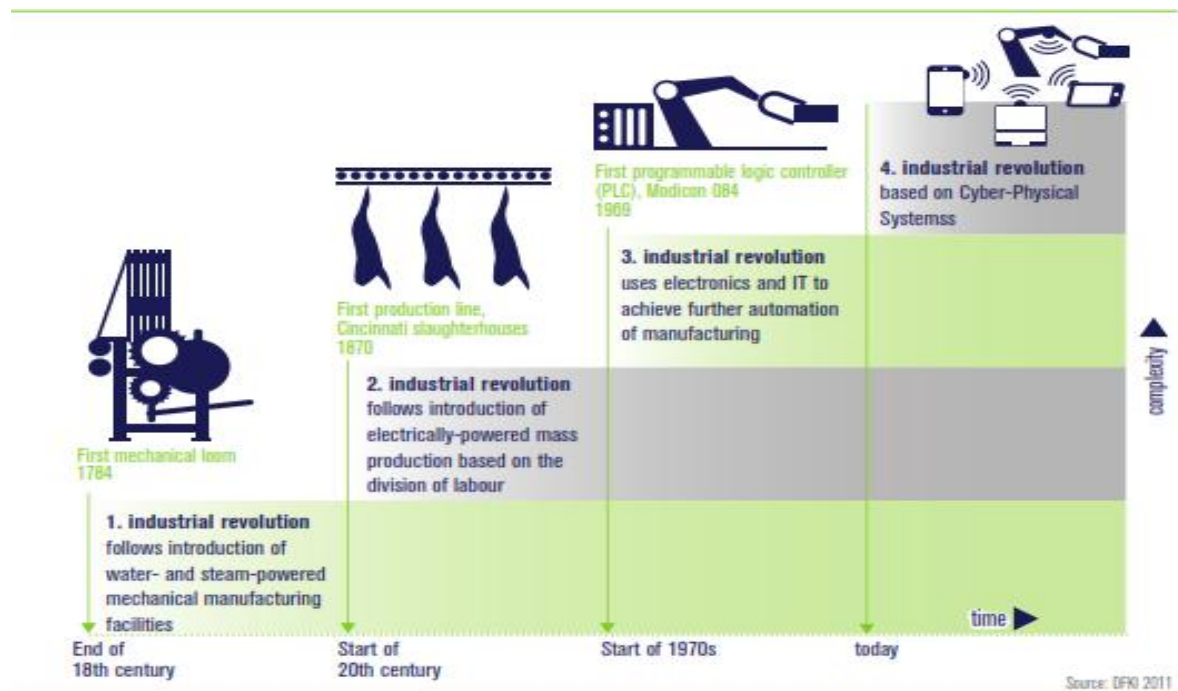 First programmable logic controller
(PLC), Modicon 084
1969
4. industrial revolution
based on Cyber-Physical
Systemss
3. industrial revolution
uses electronics and IT to
achieve further automation
of manufacturing
First production line,
Cincinnati slaughterhouses
1870
2. industrial revolution
follows introduction of
electrically-powered mass
production based on the
division of labour
First mechanical loom
1784
1. industrial revolution
follows introduction of
water- and steam-powered
mechanical manufacturing
facilities
complexity
time
End of
18th century
Start of
20th century
Start of 1970s
today
Source: DFKI 2011